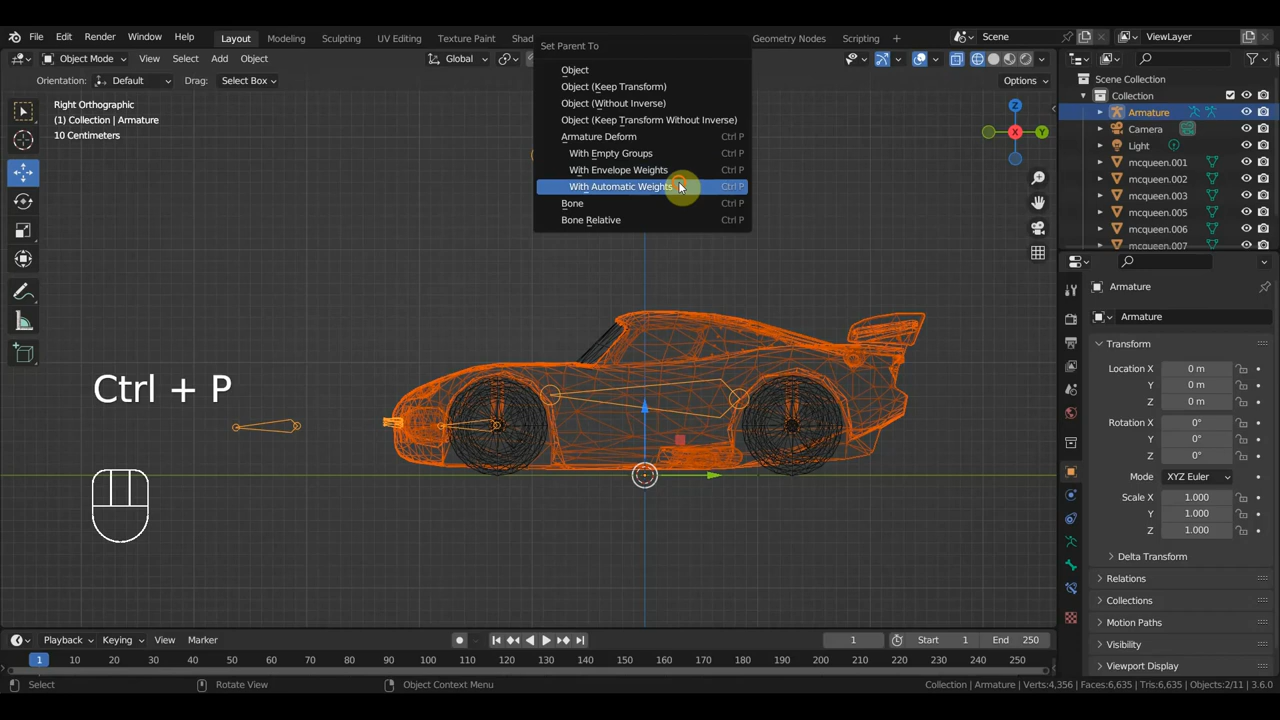 File Edit Render Window Help Layout Modeling Sculpting UV Editing Texture Paint Shad Geometry Nodes Scripting + Scene ViewLayer
Object Mode View Select Add Object Global Options
Orientation: Default Drag: Select Box
Set Parent To
Object
Object (Keep Transform)
Object (Without Inverse)
Object (Keep Transform Without Inverse)
Armature Deform Ctrl P
With Empty Groups Ctrl P
With Envelope Weights Ctrl P
With Automatic Weights Ctrl P
Bone Ctrl P
Bone Relative Ctrl P
Right Orthographic
(1) Collection | Armature
10 Centimeters
X
Y
Z
Ctrl + P
Scene Collection
Collection
Armature
Camera
Light
mcqueen.001
mcqueen.002
mcqueen.003
mcqueen.005
mcqueen.006
mcqueen.007
Armature
Armature
Transform
Location X 0 m
Y 0 m
Z 0 m
Rotation X 0°
Y 0°
Z 0°
Mode XYZ Euler
Scale X 1.000
Y 1.000
Z 1.000
Delta Transform
Relations
Collections
Motion Paths
Visibility
Viewport Display
Playback Keying View Marker 1 Start 1 End 250
1 10 20 30 40 50 60 70 80 90 100 110 120 130 140 150 160 170 180 190 200 210 220 230 240 250
Select Rotate View Object Context Menu Collection | Armature | Verts:4,356 | Faces:6,635 | Tris:6,635 | Objects:2/11 | 3.6.0